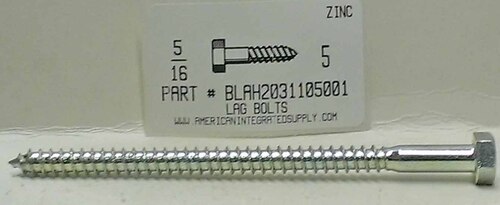 ZINC
5/16 5
PART # BLAH2031105001
LAG BOLTS
WWW.AMERICANINTEGRATEDSUPPLY.COM